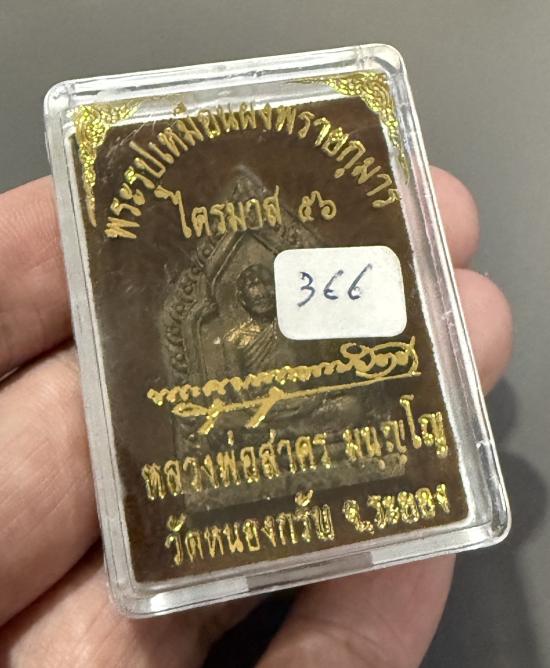 พระรูปเหมือนผงพรายกุมาร
ไตรมาส ๕๖
366
หลวงพ่อสาคร มนุญฺโญ
วัดหนองกรับ จ.ระยอง